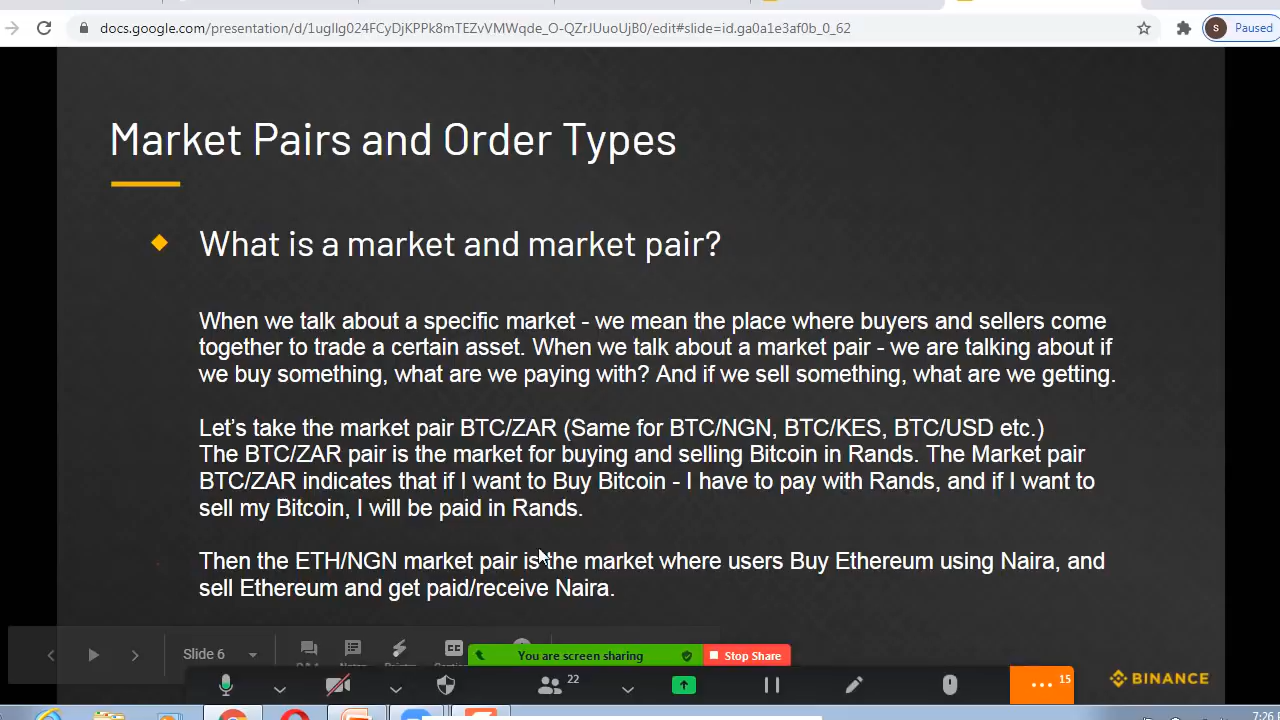 docs.google.com/presentation/d/1ugIlg024FCyDjKPPk8mTEZyVMWnde_O-QZrJUuoUjB0/edit#slide=id.ga0a1e3af0b_0_62
S
Paused
Market Pairs and Order Types
What is a market and market pair?
When we talk about a specific market - we mean the place where buyers and sellers come
together to trade a certain asset. When we talk about a market pair - we are talking about if
we buy something, what are we paying with? And if we sell something, what are we getting.
Let's take the market pair BTC/ZAR (Same for BTC/NGN, BTC/KES, BTC/USD etc.)
The BTC/ZAR pair is the market for buying and selling Bitcoin in Rands. The Market pair
BTC/ZAR indicates that if I want to Buy Bitcoin - I have to pay with Rands, and if I want to
sell my Bitcoin, I will be paid in Rands.
Then the ETH/NGN market pair is the market where users Buy Ethereum using Naira, and
sell Ethereum and get paid/receive Naira.
Slide 6
You are screen sharing
Stop Share
22
15
BINANCE